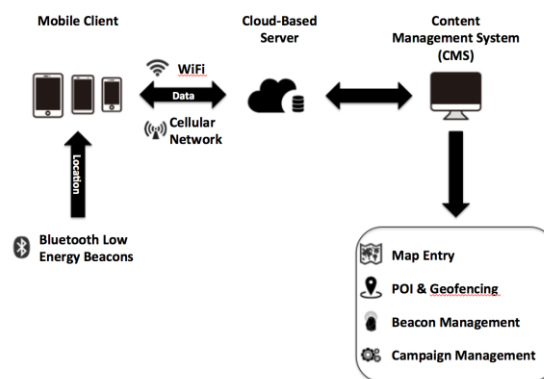 Mobile Client
Cloud-Based
Server
Content
Management System
(CMS)
WiFi
Data
Cellular
Network
Location
Bluetooth Low
Energy Beacons
Map Entry
POI & Geofencing
Beacon Management
Campaign Management